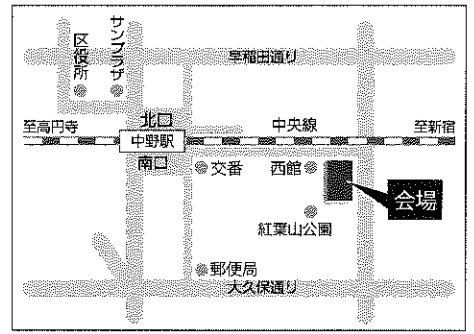 サンプラザ
区役所
早稲田通り
北口
至高円寺
中央線
至新宿
中野駅
南口
交番
西館
会場
紅葉山公園
郵便局
大久保通り